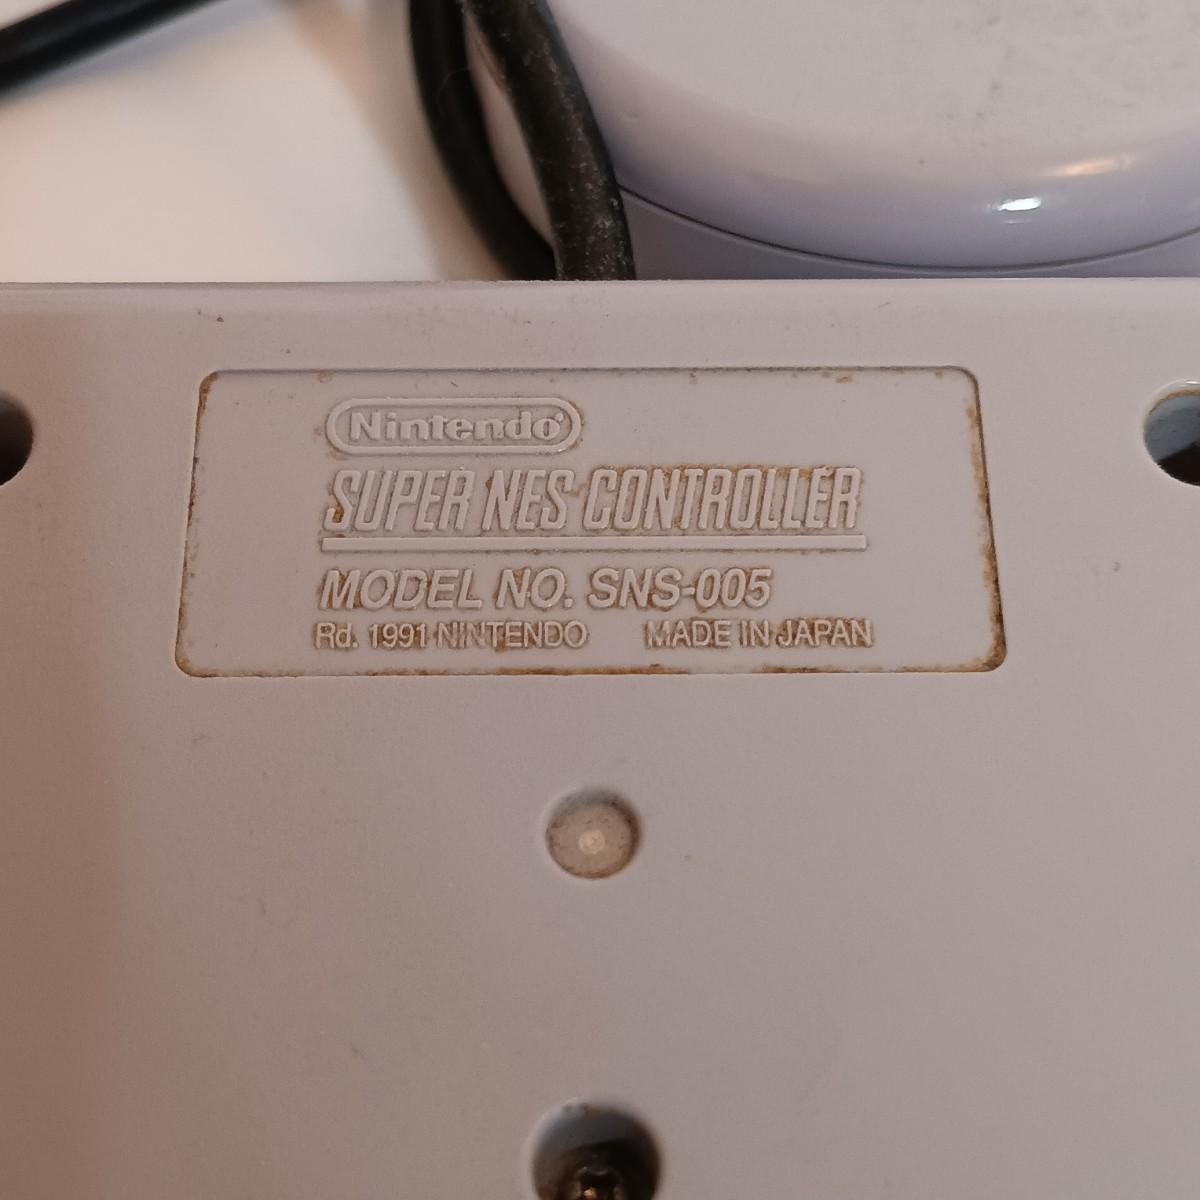 Nintendo
SUPER NES CONTROLLER
MODEL NO. SNS-005
Rd. 1991 NINTENDO MADE IN JAPAN